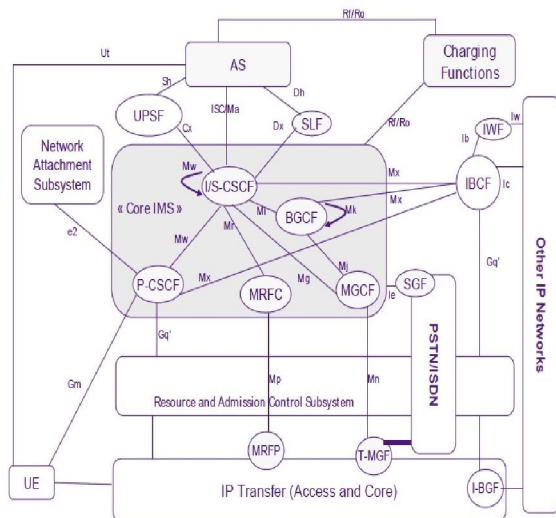 Rf/Ro
Ut
AS
Charging
Functions
Sh
ISC/Ma
Dh
UPSF
SLF
Rf/Ro
IWF
Iw
Ib
Cx
Dx
Network
Attachment
Subsystem
Mw
I/S-CSCF
Mx
IBCF
Ic
« Core IMS »
Mi
BGCF
Mk
Mx
Mw
Mr
e2
Gq'
Other IP Networks
P-CSCF
Mx
MRFC
Mg
Mj
MGCF
Ie
SGF
Gq'
PSTN/ISDN
Gm
Mp
Mn
Resource and Admission Control Subsystem
MRFP
T-MGF
UE
IP Transfer (Access and Core)
I-BGF